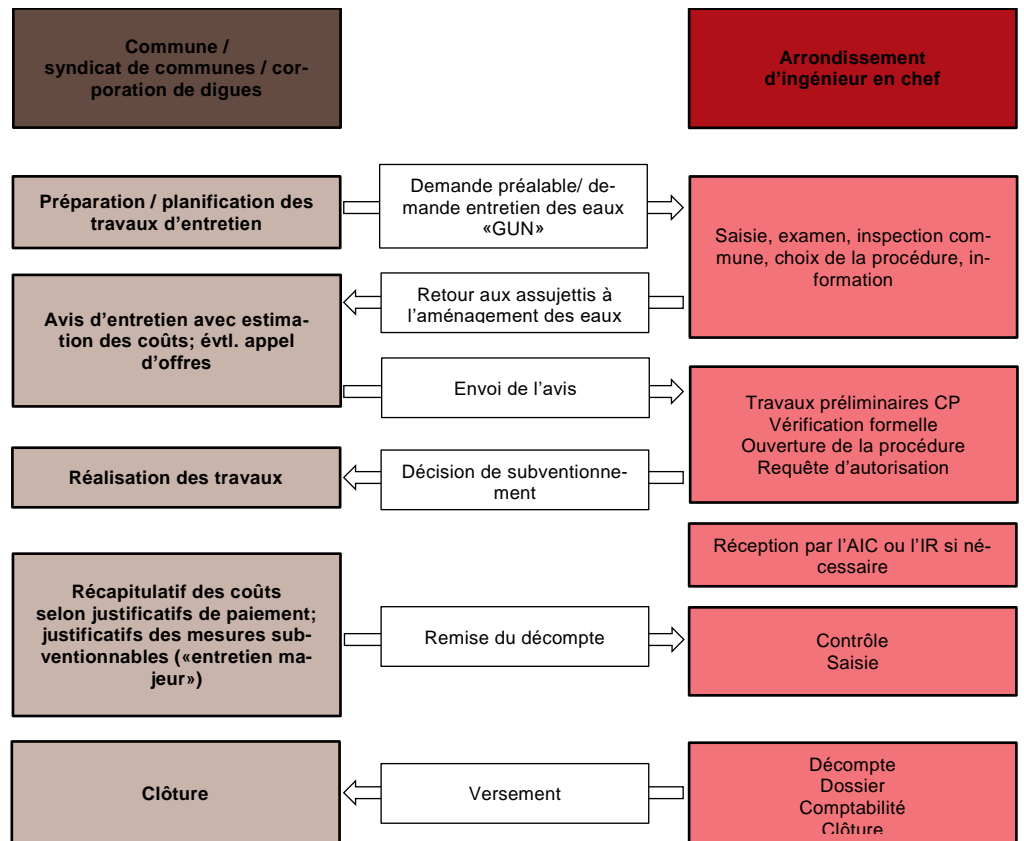 Commune /
syndicat de communes / cor-
poration de digues
Arrondissement
d’ingénieur en chef
Préparation / planification des
travaux d’entretien
Demande préalable/ de-
mande entretien des eaux
«GUN»
Saisie, examen, inspection com-
mune, choix de la procédure, in-
formation
Retour aux assujettis à
l’aménagement des eaux
Avis d’entretien avec estima-
tion des coûts; évtl. appel
d’offres
Envoi de l’avis
Travaux préliminaires CP
Vérification formelle
Ouverture de la procédure
Requête d’autorisation
Réalisation des travaux
Décision de subventionne-
ment
Réception par l’AIC ou l’IR si né-
cessaire
Récapitulatif des coûts
selon justificatifs de paiement;
justificatifs des mesures sub-
ventionnables («entretien ma-
jeur»)
Remise du décompte
Contrôle
Saisie
Clôture
Versement
Décompte
Dossier
Comptabilité
Clôture